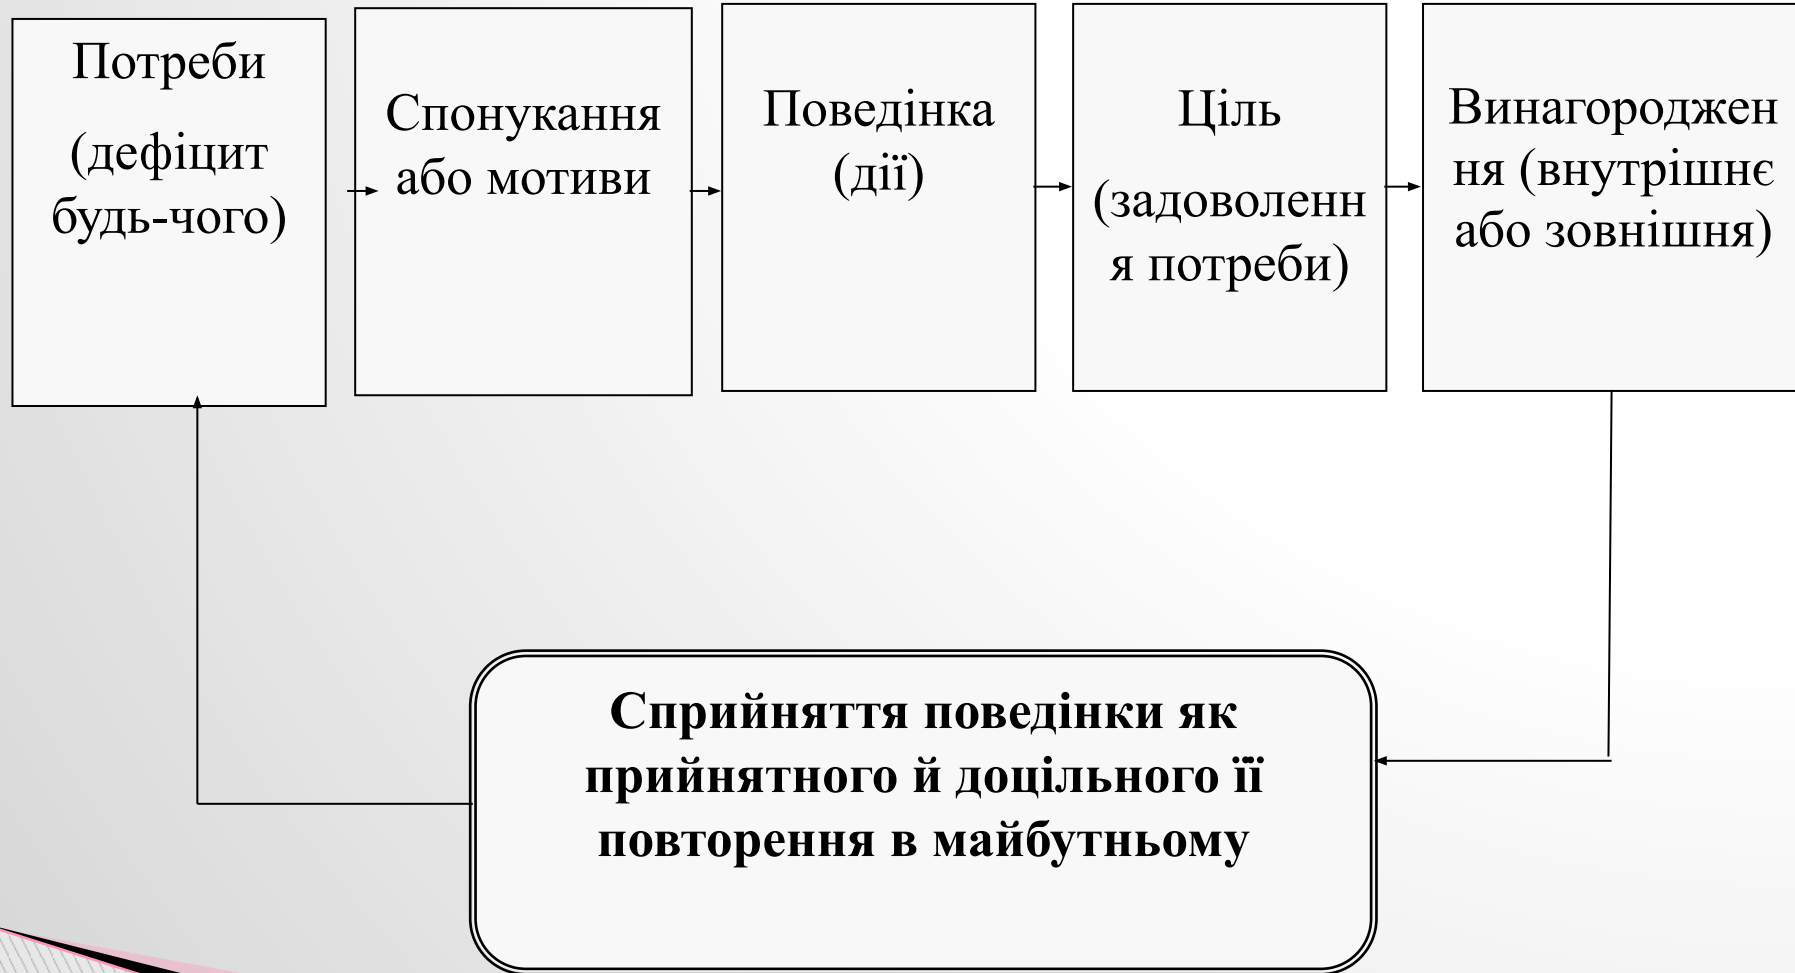 Потреби
(дефіцит
будь-чого)
Спонукання
або мотиви
Поведінка
(дії)
Ціль
(задоволенн
я потреби)
Винагороджен
ня (внутрішнє
або зовнішня)
Сприйняття поведінки як
прийнятного й доцільного її
повторення в майбутньому